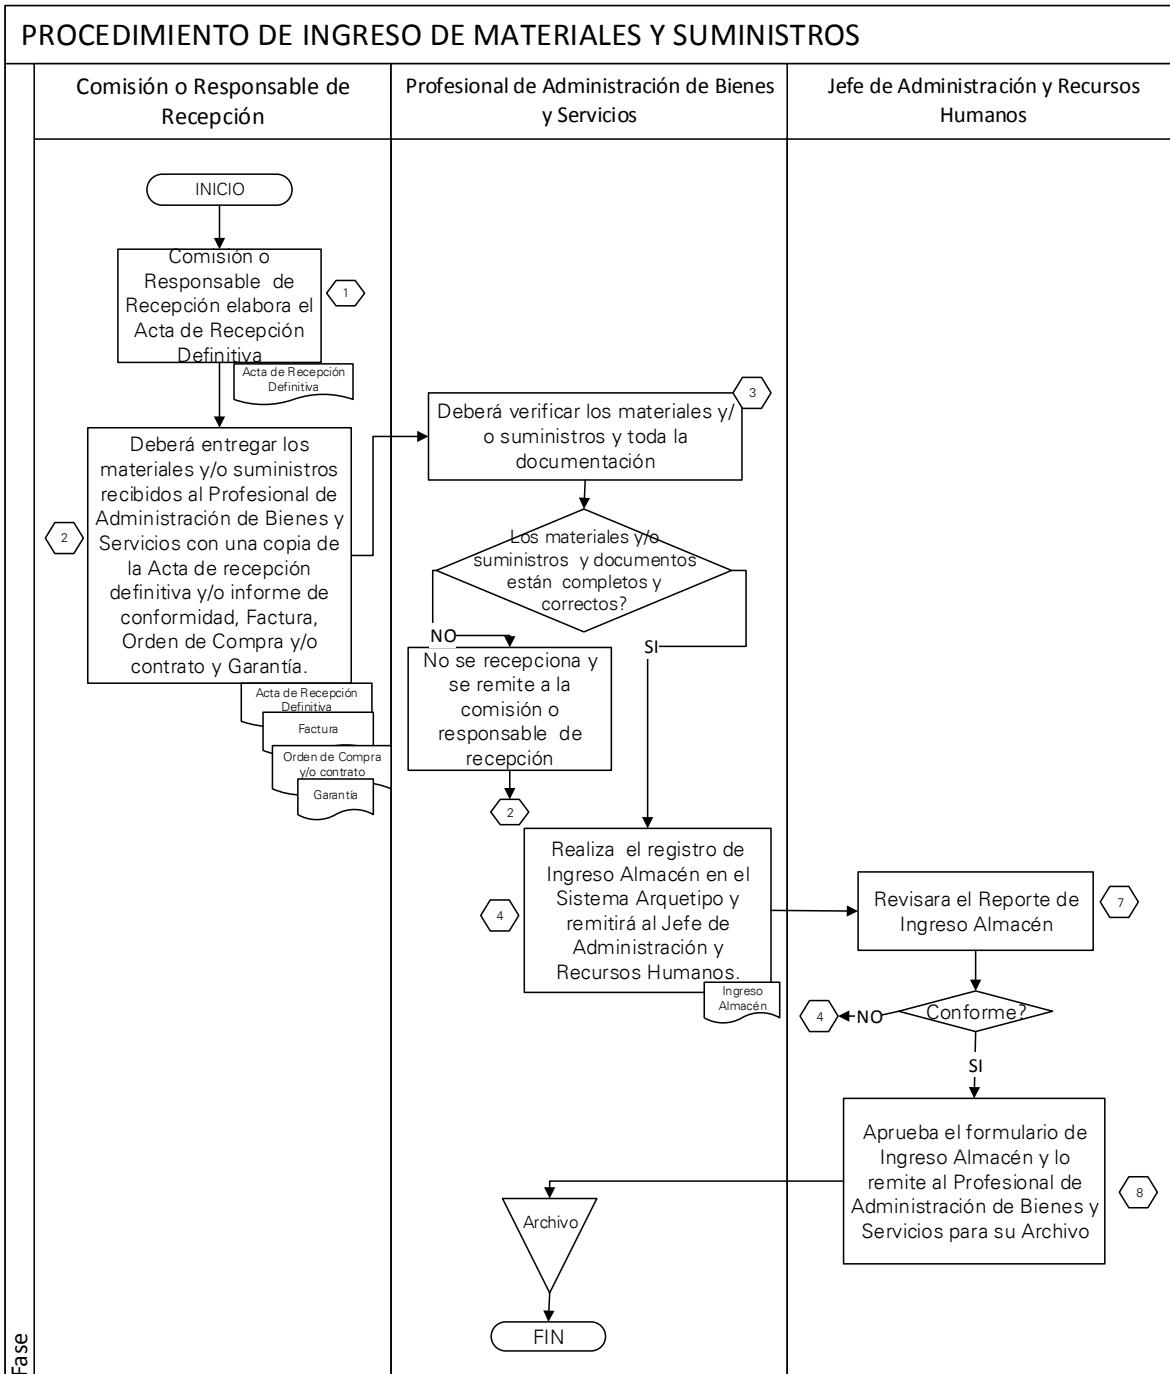 PROCEDIMIENTO DE INGRESO DE MATERIALES Y SUMINISTROS
Comisión o Responsable de
Recepción
Profesional de Administración de Bienes
y Servicios
Jefe de Administración y Recursos
Humanos
INICIO
Comisión o
Responsable de
Recepción elabora el
Acta de Recepción
Definitiva
1
Acta de Recepción
Definitiva
Deberá entregar los
materiales y/o suministros
recibidos al Profesional de
Administración de Bienes y
Servicios con una copia de
la Acta de recepción
definitiva y/o informe de
conformidad, Factura,
Orden de Compra y/o
contrato y Garantía.
2
Acta de Recepción
Definitiva
Factura
Orden de Compra
y/o contrato
Garantía
Deberá verificar los materiales y/
o suministros y toda la
documentación
3
Los materiales y/o
suministros y documentos
están completos y
correctos?
NO
SI
No se recepciona y
se remite a la
comisión o
responsable de
recepción
2
Realiza el registro de
Ingreso Almacén en el
Sistema Arquetipo y
remitirá al Jefe de
Administración y
Recursos Humanos.
4
Ingreso
Almacén
Revisara el Reporte de
Ingreso Almacén
7
Conforme?
NO
4
SI
Aprueba el formulario de
Ingreso Almacén y lo
remite al Profesional de
Administración de Bienes y
Servicios para su Archivo
8
Archivo
FIN
Fase